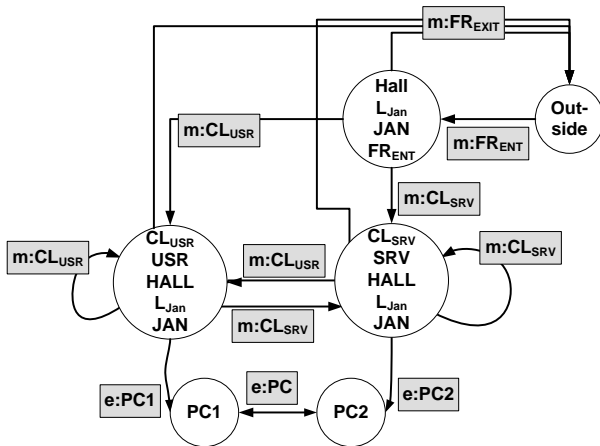 m:FR_EXIT
Hall
L_Jan
JAN
FR_ENT
Out-
side
m:CL_USR
m:FR_ENT
m:CL_SRV
CL_USR
USR
HALL
L_Jan
JAN
CL_SRV
SRV
HALL
L_Jan
JAN
m:CL_USR
m:CL_USR
m:CL_SRV
m:CL_SRV
e:PC1
e:PC
e:PC2
PC1
PC2